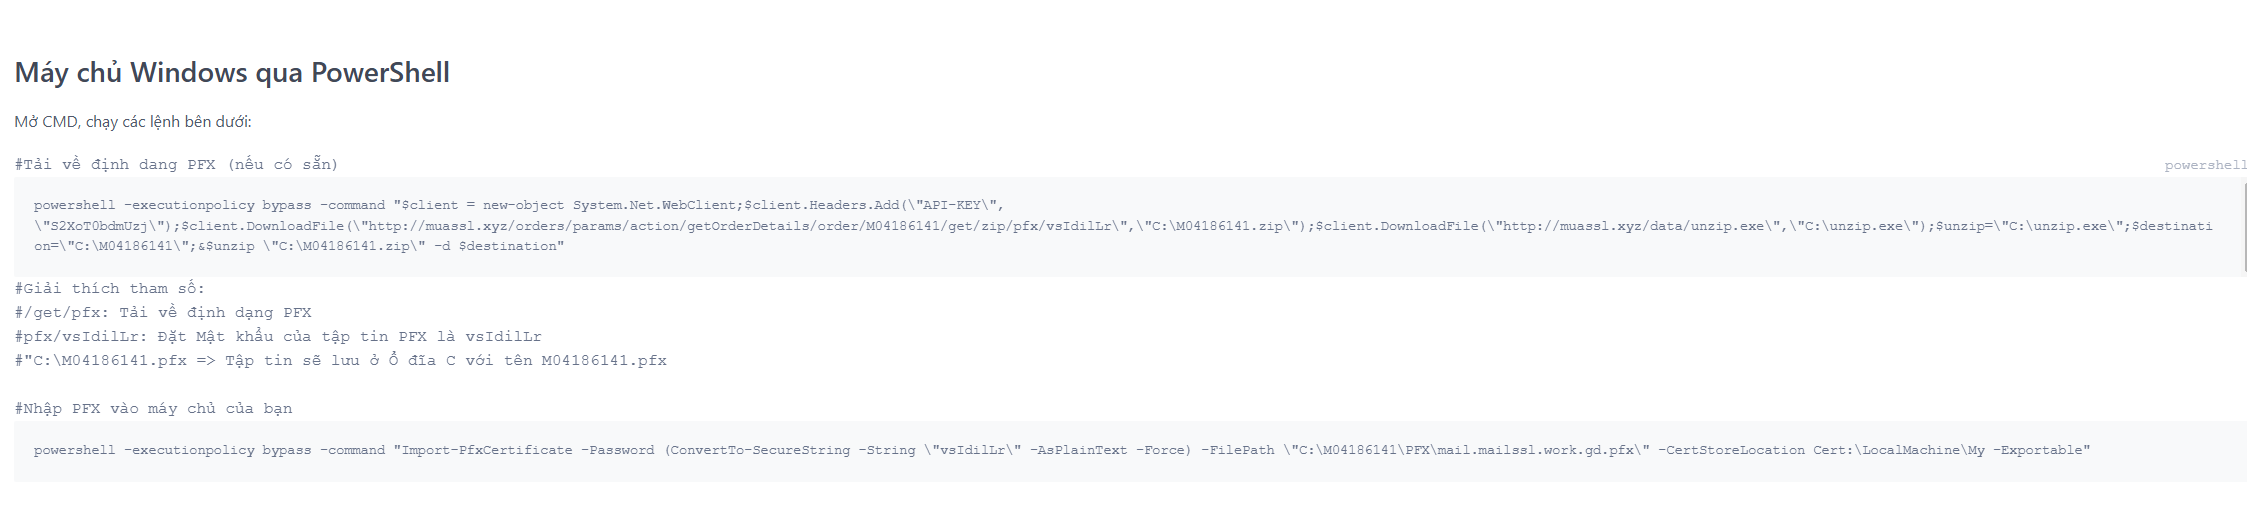 Máy chủ Windows qua PowerShell
Mở CMD, chạy các lệnh bên dưới:
#Tải về định dang PFX (nếu có sẵn)
powershell
powershell -executionpolicy bypass -command "$client = new-object System.Net.WebClient;$client.Headers.Add(\"API-KEY\",
\"S2XoT0bdmUzj\");$client.DownloadFile(\"http://muassl.xyz/orders/params/action/getOrderDetails/order/M04186141/get/zip/pfx/vsIdilLr\",\"C:\M04186141.zip\");$client.DownloadFile(\"http://muassl.xyz/data/unzip.exe\",\"C:\unzip.exe\");$unzip=\"C:\unzip.exe\";$destinati
on=\"C:\M04186141\";&$unzip \"C:\M04186141.zip\" -d $destination"
#Giải thích tham số:
#/get/pfx: Tải về định dạng PFX
#pfx/vsIdilLr: Đặt Mật khẩu của tập tin PFX là vsIdilLr
#"C:\M04186141.pfx => Tập tin sẽ lưu ở Ổ đĩa C với tên M04186141.pfx
#Nhập PFX vào máy chủ của bạn
powershell -executionpolicy bypass -command "Import-PfxCertificate -Password (ConvertTo-SecureString -String \"vsIdilLr\" -AsPlainText -Force) -FilePath \"C:\M04186141\PFX\mail.mailssl.work.gd.pfx\" -CertStoreLocation Cert:\LocalMachine\My -Exportable"